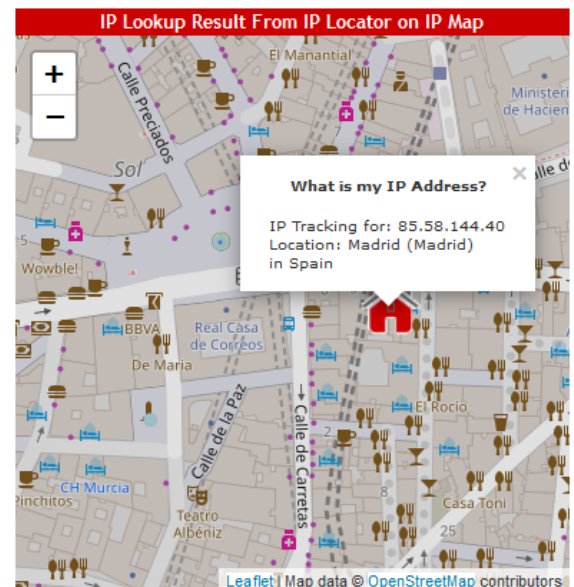 IP Lookup Result From IP Locator on IP Map
+
−
El Manantial
Calle Preciados
Ministeri
de Hacien
Sol
×
What is my IP Address?
IP Tracking for: 85.58.144.40
Location: Madrid (Madrid)
in Spain
5
Wowble!
BBVA
Real Casa
de Correos
De Maria
El Rocio
Calle de la Paz
Calle de Carretas
2
CH Murcia
Pinchitos
8
Teatro
Albéniz
Casa Toni
25
Leaflet | Map data © OpenStreetMap contributors